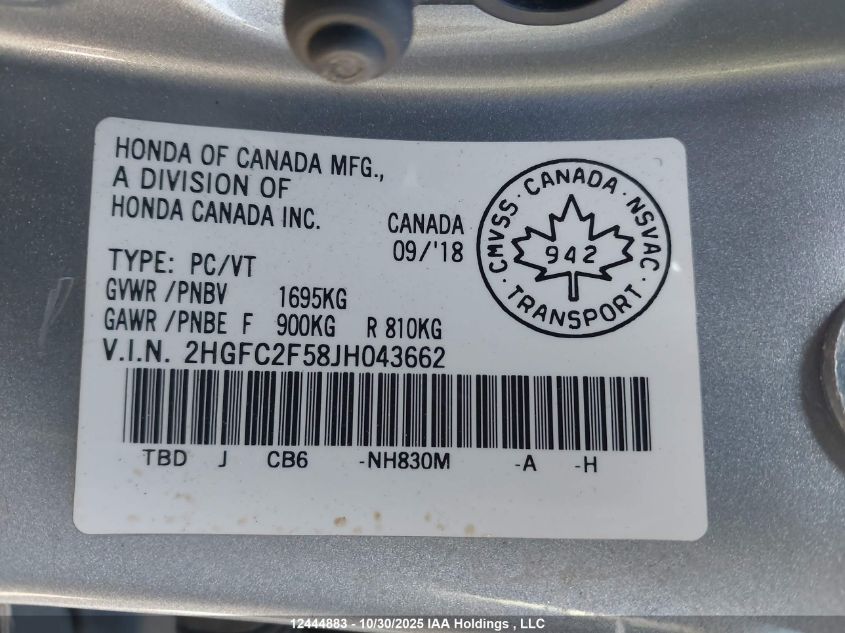 HONDA OF CANADA MFG.,
A DIVISION OF
HONDA CANADA INC.
CANADA
09/'18
TYPE: PC/VT
GVWR /PNBV 1695KG
GAWR /PNBE F 900KG R 810KG
V.I.N. 2HGFC2F58JH043662
CMVSS · CANADA · NSVAC · TRANSPORT ·
942
TBD J CB6 -NH830M -A -H
12444883 - 10/30/2025 IAA Holdings , LLC